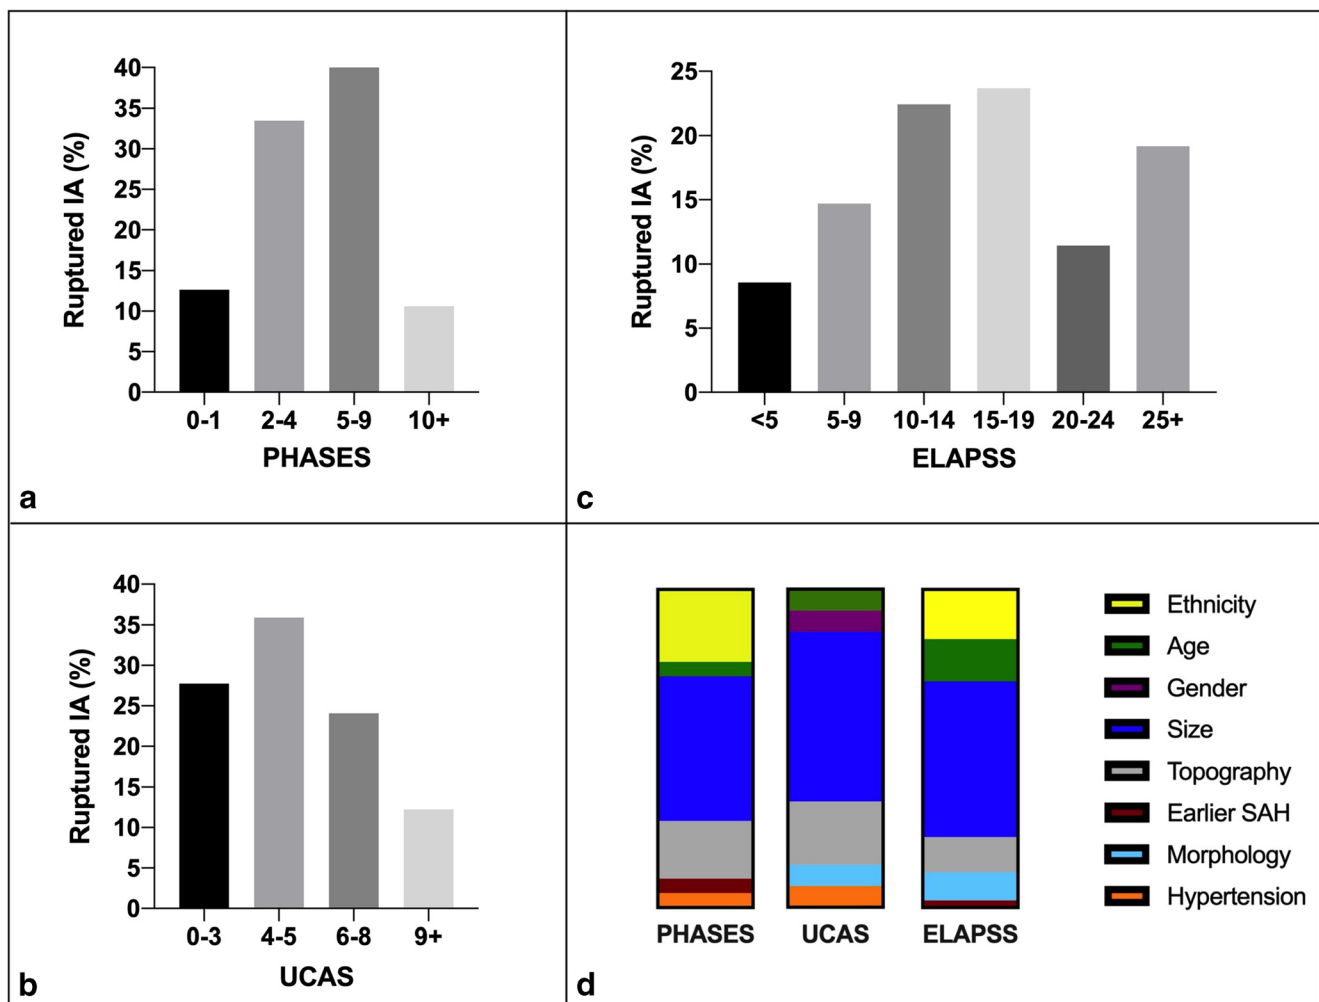 40
35
30
25
20
15
10
5
0
Ruptured IA (%)
0-1 2-4 5-9 10+
PHASES
a
25
20
15
10
5
0
Ruptured IA (%)
<5 5-9 10-14 15-19 20-24 25+
ELAPSS
c
40
35
30
25
20
15
10
5
0
Ruptured IA (%)
0-3 4-5 6-8 9+
UCAS
b
Ethnicity
Age
Gender
Size
Topography
Earlier SAH
Morphology
Hypertension
PHASES UCAS ELAPSS
d